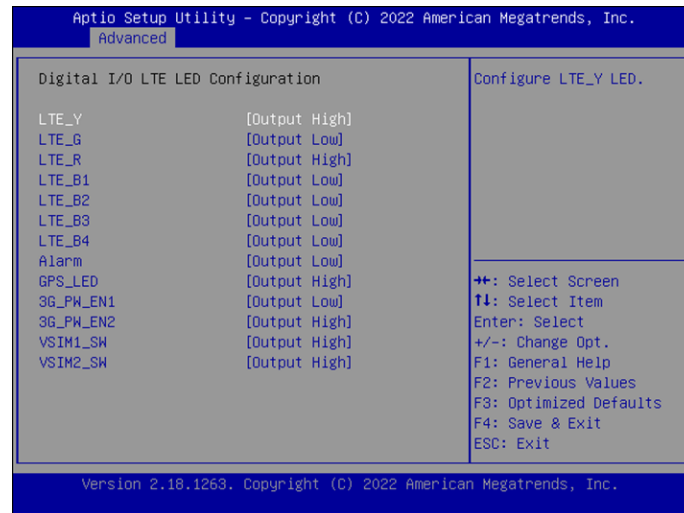 Aptio Setup Utility – Copyright (C) 2022 American Megatrends, Inc.
Advanced
Digital I/O LTE LED Configuration
LTE_Y [Output High]
LTE_G [Output Low]
LTE_R [Output High]
LTE_B1 [Output Low]
LTE_B2 [Output Low]
LTE_B3 [Output Low]
LTE_B4 [Output Low]
Alarm [Output Low]
GPS_LED [Output High]
3G_PW_EN1 [Output Low]
3G_PW_EN2 [Output High]
VSIM1_SW [Output High]
VSIM2_SW [Output High]
Configure LTE_Y LED.
→←: Select Screen
↑↓: Select Item
Enter: Select
+/-: Change Opt.
F1: General Help
F2: Previous Values
F3: Optimized Defaults
F4: Save & Exit
ESC: Exit
Version 2.18.1263. Copyright (C) 2022 American Megatrends, Inc.